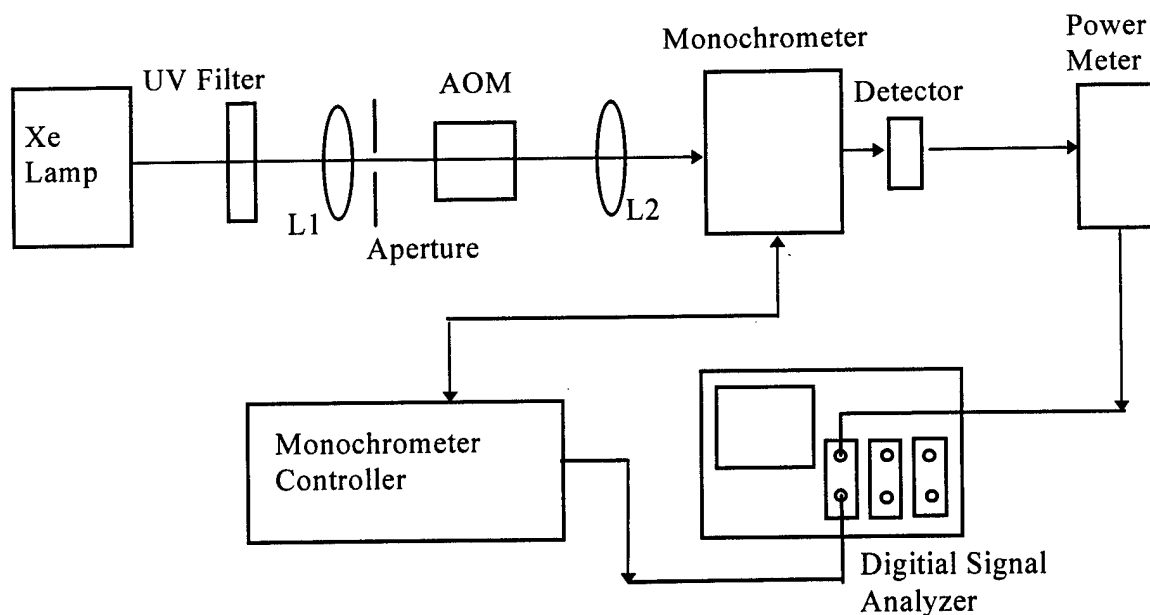 Power
Meter
Monochrometer
UV Filter
AOM
Detector
Xe
Lamp
L1
L2
Aperture
Monochrometer
Controller
Digitial Signal
Analyzer